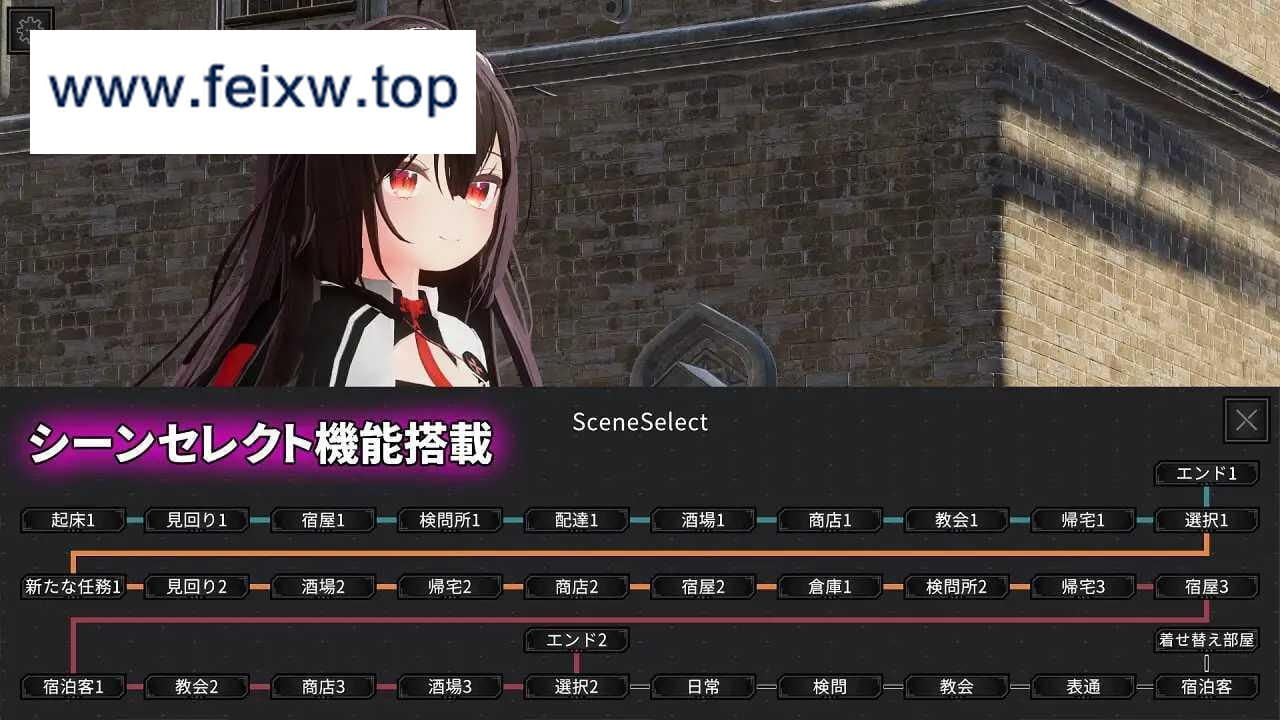 www.feixw.top
SceneSelect
シーンセレクト機能搭載
エンド1
起床1 見回り1 宿屋1 検問所1 配達1 酒場1 商店1 教会1 帰宅1 選択1
新たな任務1 見回り2 酒場2 帰宅2 商店2 宿屋2 倉庫1 検問所2 帰宅3 宿屋3
エンド2 着せ替え部屋
宿泊客1 教会2 商店3 酒場3 選択2 日常 検問 教会 表通 宿泊客